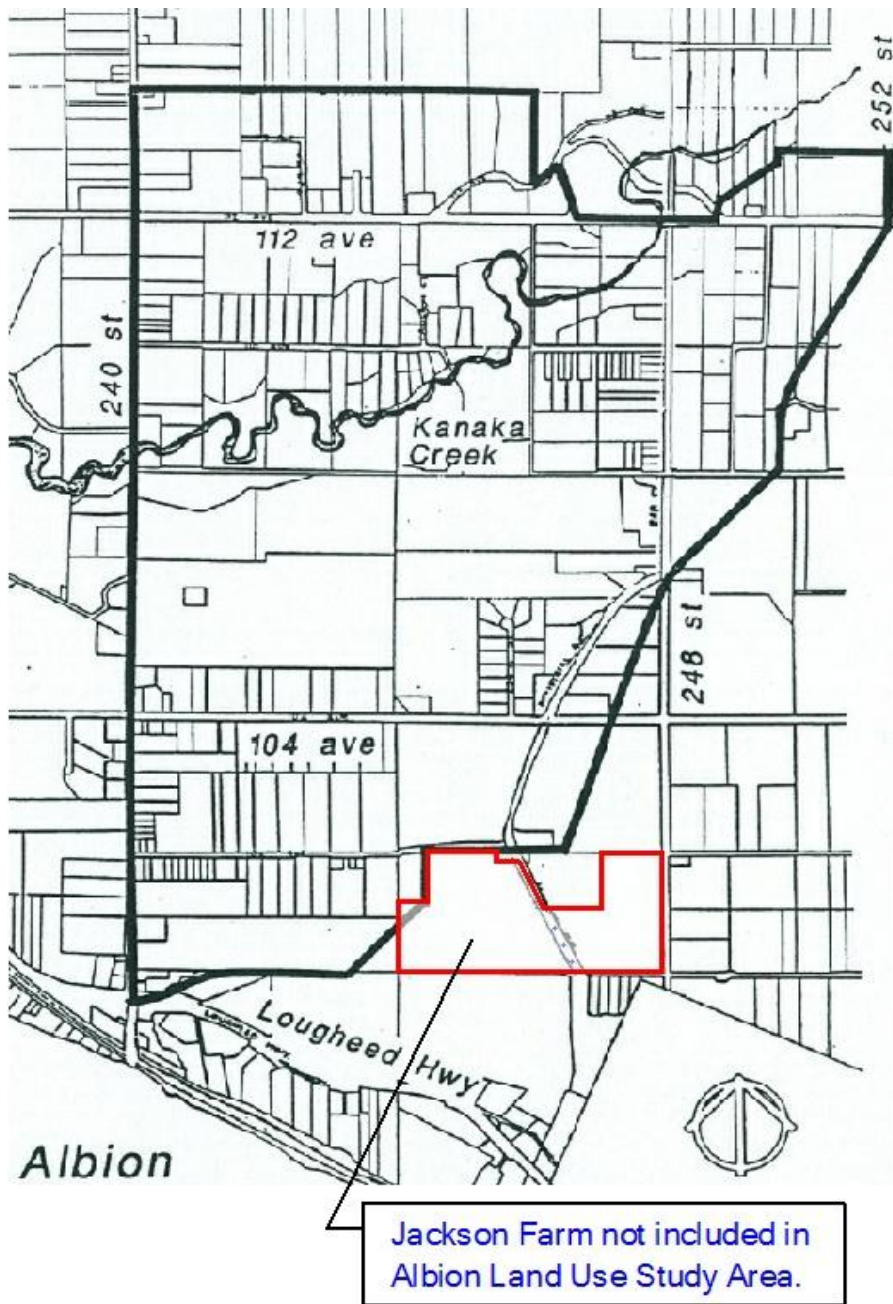 252 st
112 ave
240 st
Kanaka
Creek
248 st
104 ave
Lougheed Hwy
Albion
Jackson Farm not included in
Albion Land Use Study Area.